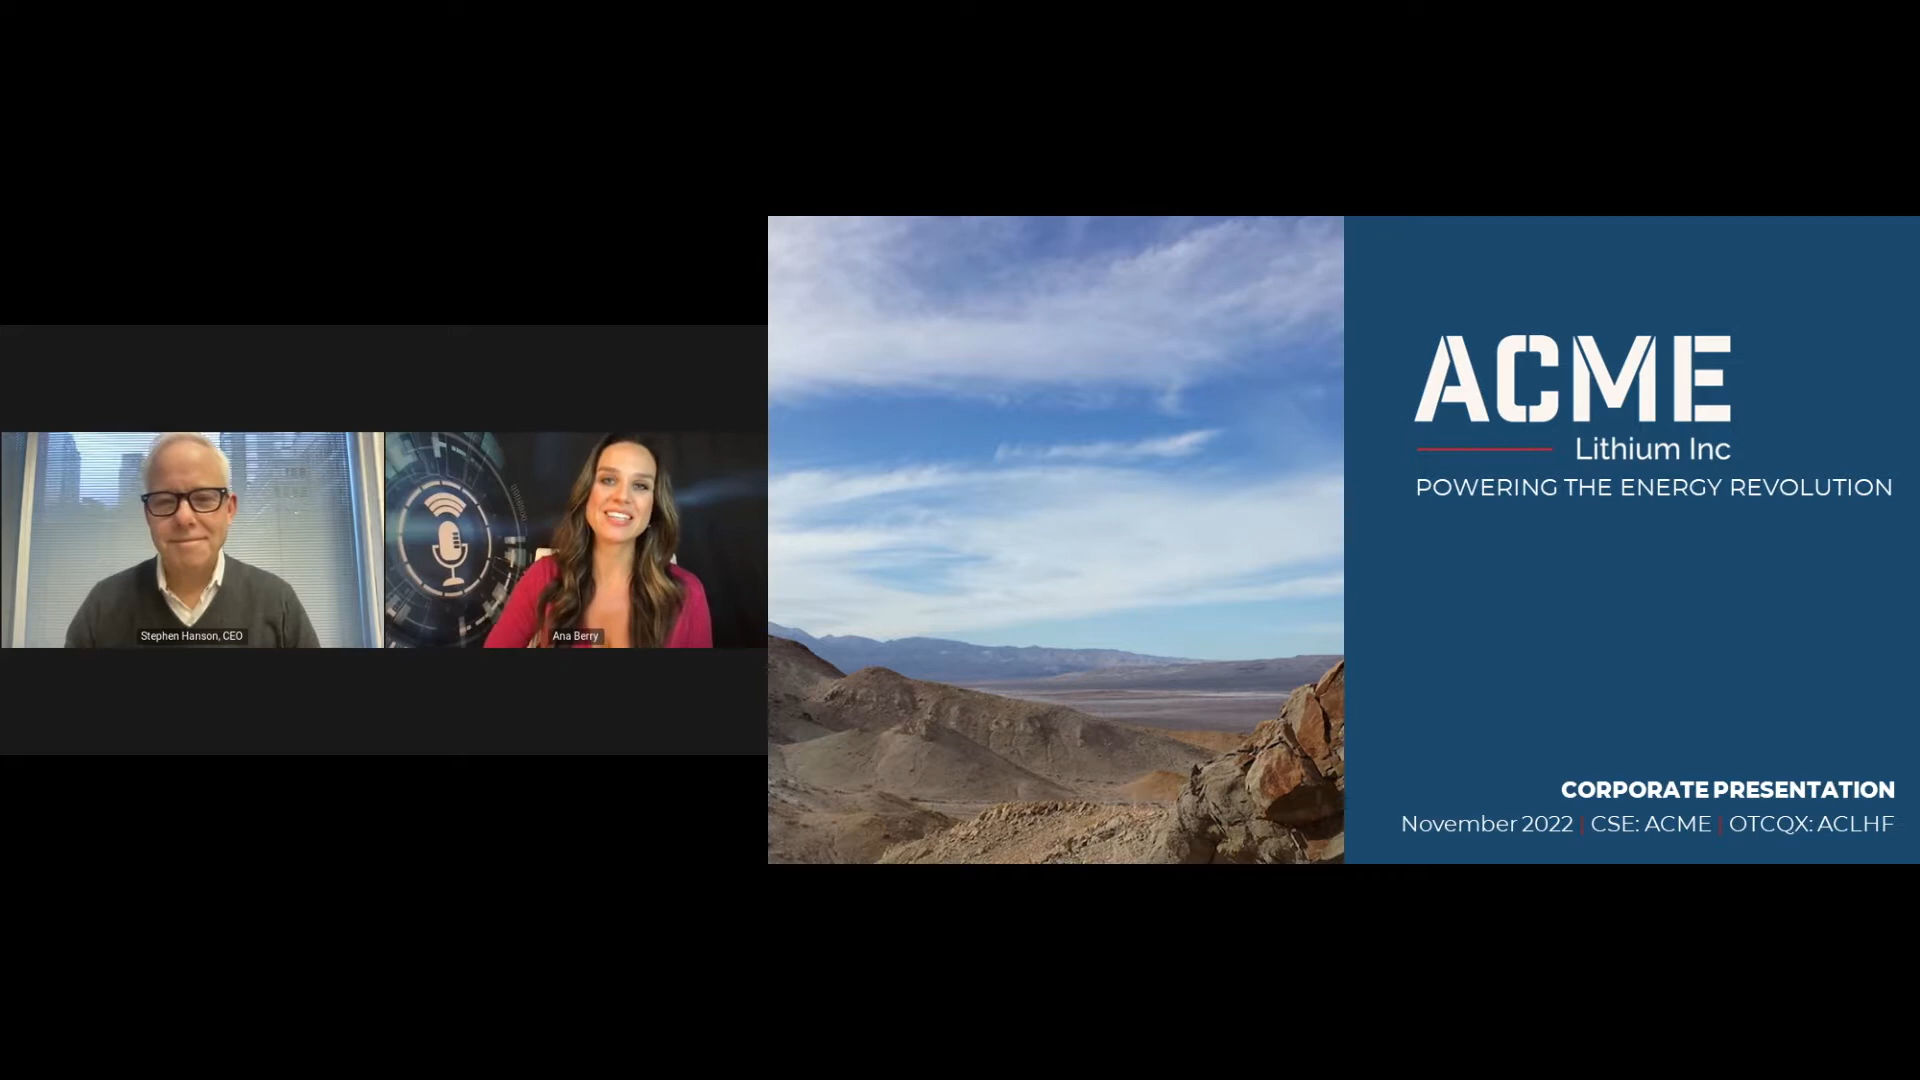 Stephen Hanson, CEO
Ana Berry
ACME
Lithium Inc
POWERING THE ENERGY REVOLUTION
CORPORATE PRESENTATION
November 2022 | CSE: ACME | OTCQX: ACLHF